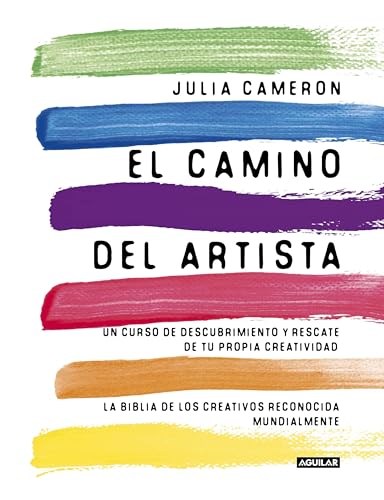 JULIA CAMERON
EL CAMINO
DEL ARTISTA
UN CURSO DE DESCUBRIMIENTO Y RESCATE
DE TU PROPIA CREATIVIDAD
LA BIBLIA DE LOS CREATIVOS RECONOCIDA
MUNDIALMENTE
AGUILAR